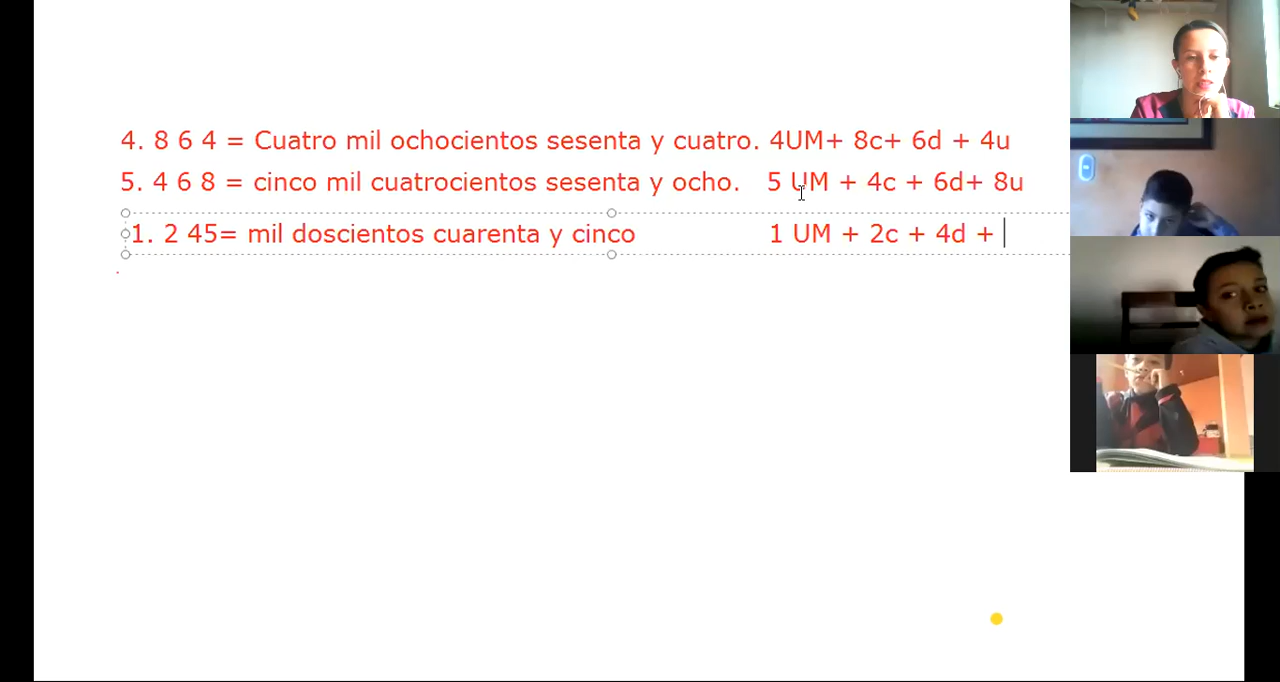 4. 8 6 4 = Cuatro mil ochocientos sesenta y cuatro. 4UM+ 8c+ 6d + 4u
5. 4 6 8 = cinco mil cuatrocientos sesenta y ocho. 5 UM + 4c + 6d+ 8u
1. 2 45= mil doscientos cuarenta y cinco 1 UM + 2c + 4d +